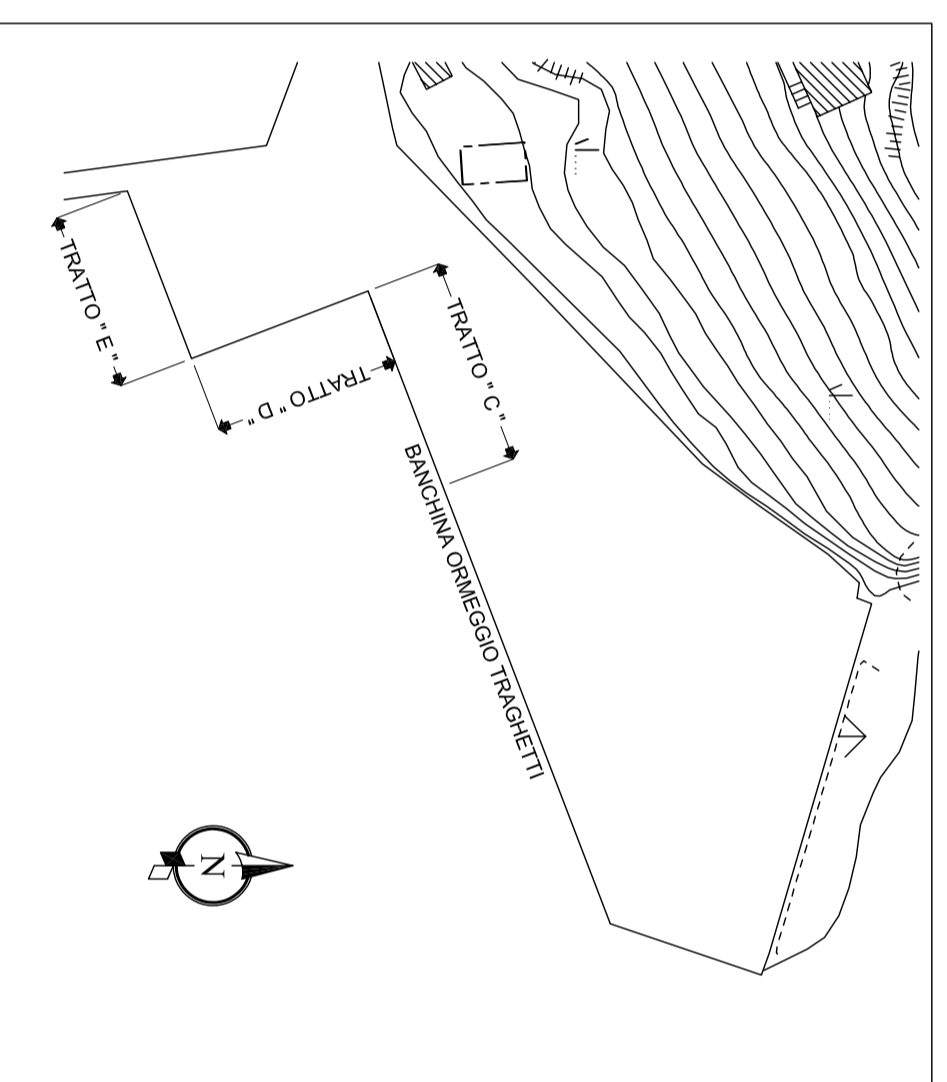 TRATTO " E "
TRATTO " D "
TRATTO " C "
BANCHINA ORMEGGIO TRAGHETTI
N